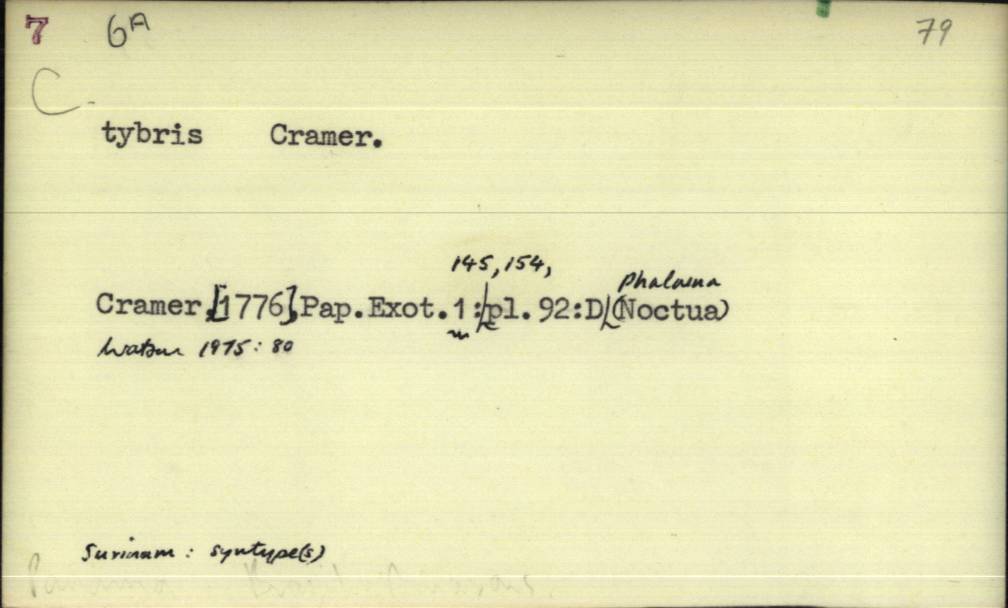 7 6A 79
C.
tybris Cramer.
145, 154,
Phalaena
Cramer,[1776],Pap.Exot.1:pl.92:D(Noctua)
Watson 1975: 80
Surinam: syntype(s)